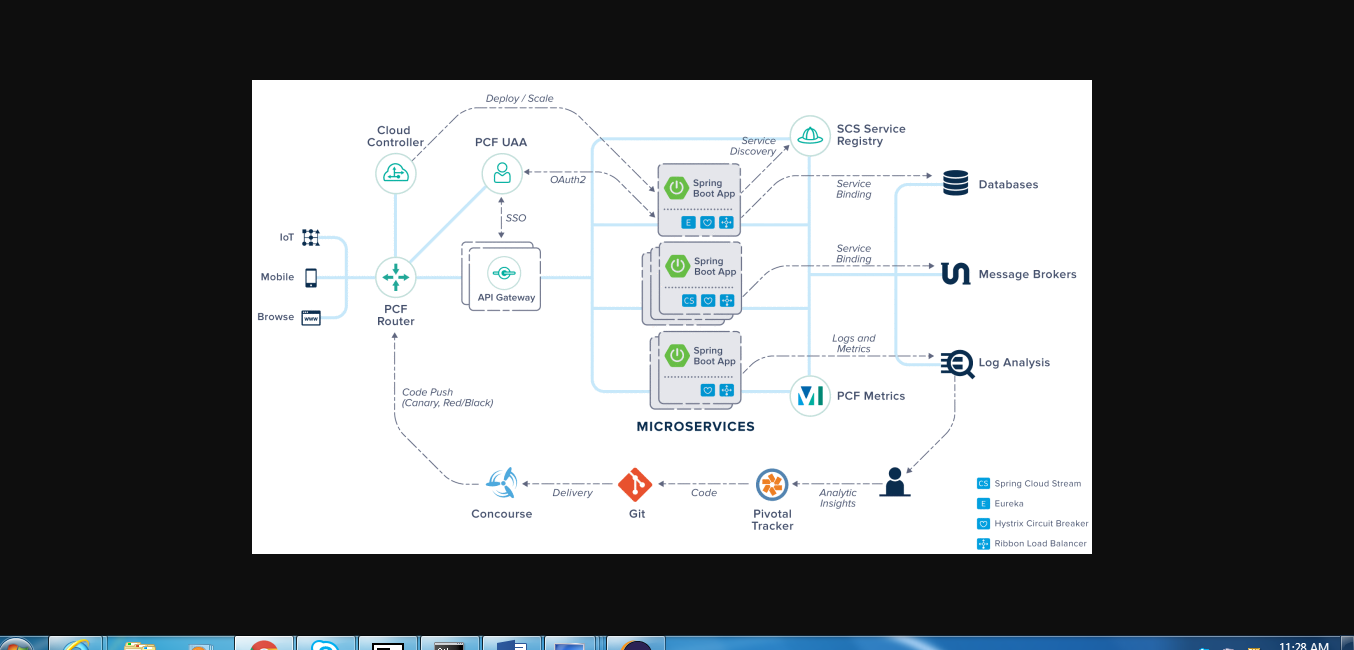 Deploy / Scale
Cloud
Controller
PCF UAA
SCS Service
Registry
Service
Discovery
OAuth2
Spring
Boot App
E
Service
Binding
Databases
SSO
IoT
Mobile
Browse
www
PCF
Router
API Gateway
Spring
Boot App
CS
Service
Binding
Message Brokers
Spring
Boot App
Logs and
Metrics
Log Analysis
PCF Metrics
Code Push
(Canary, Red/Black)
MICROSERVICES
Concourse
Delivery
Git
Code
Pivotal
Tracker
Analytic
Insights
CS Spring Cloud Stream
E Eureka
Hystrix Circuit Breaker
Ribbon Load Balancer
11:28 AM